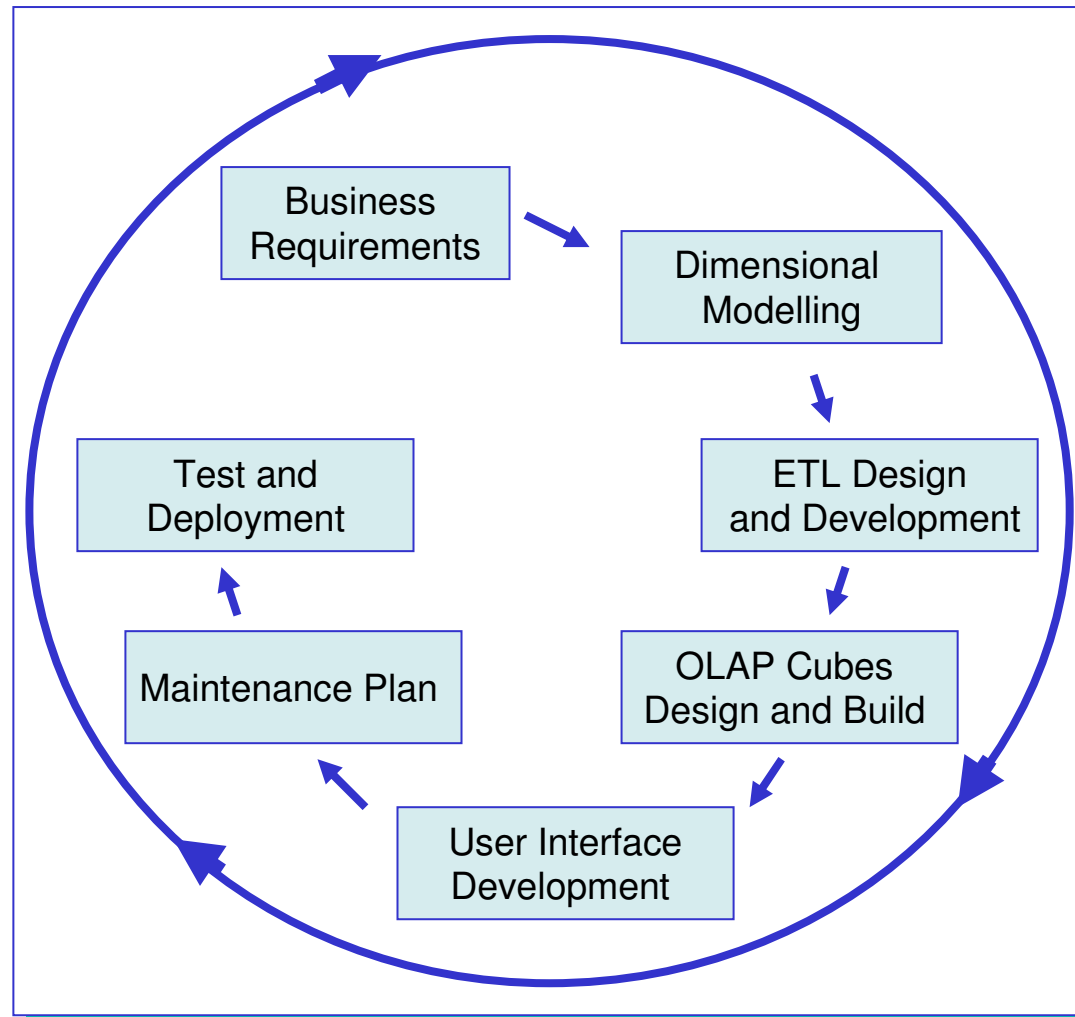 Business
Requirements
Dimensional
Modelling
ETL Design
and Development
OLAP Cubes
Design and Build
User Interface
Development
Maintenance Plan
Test and
Deployment